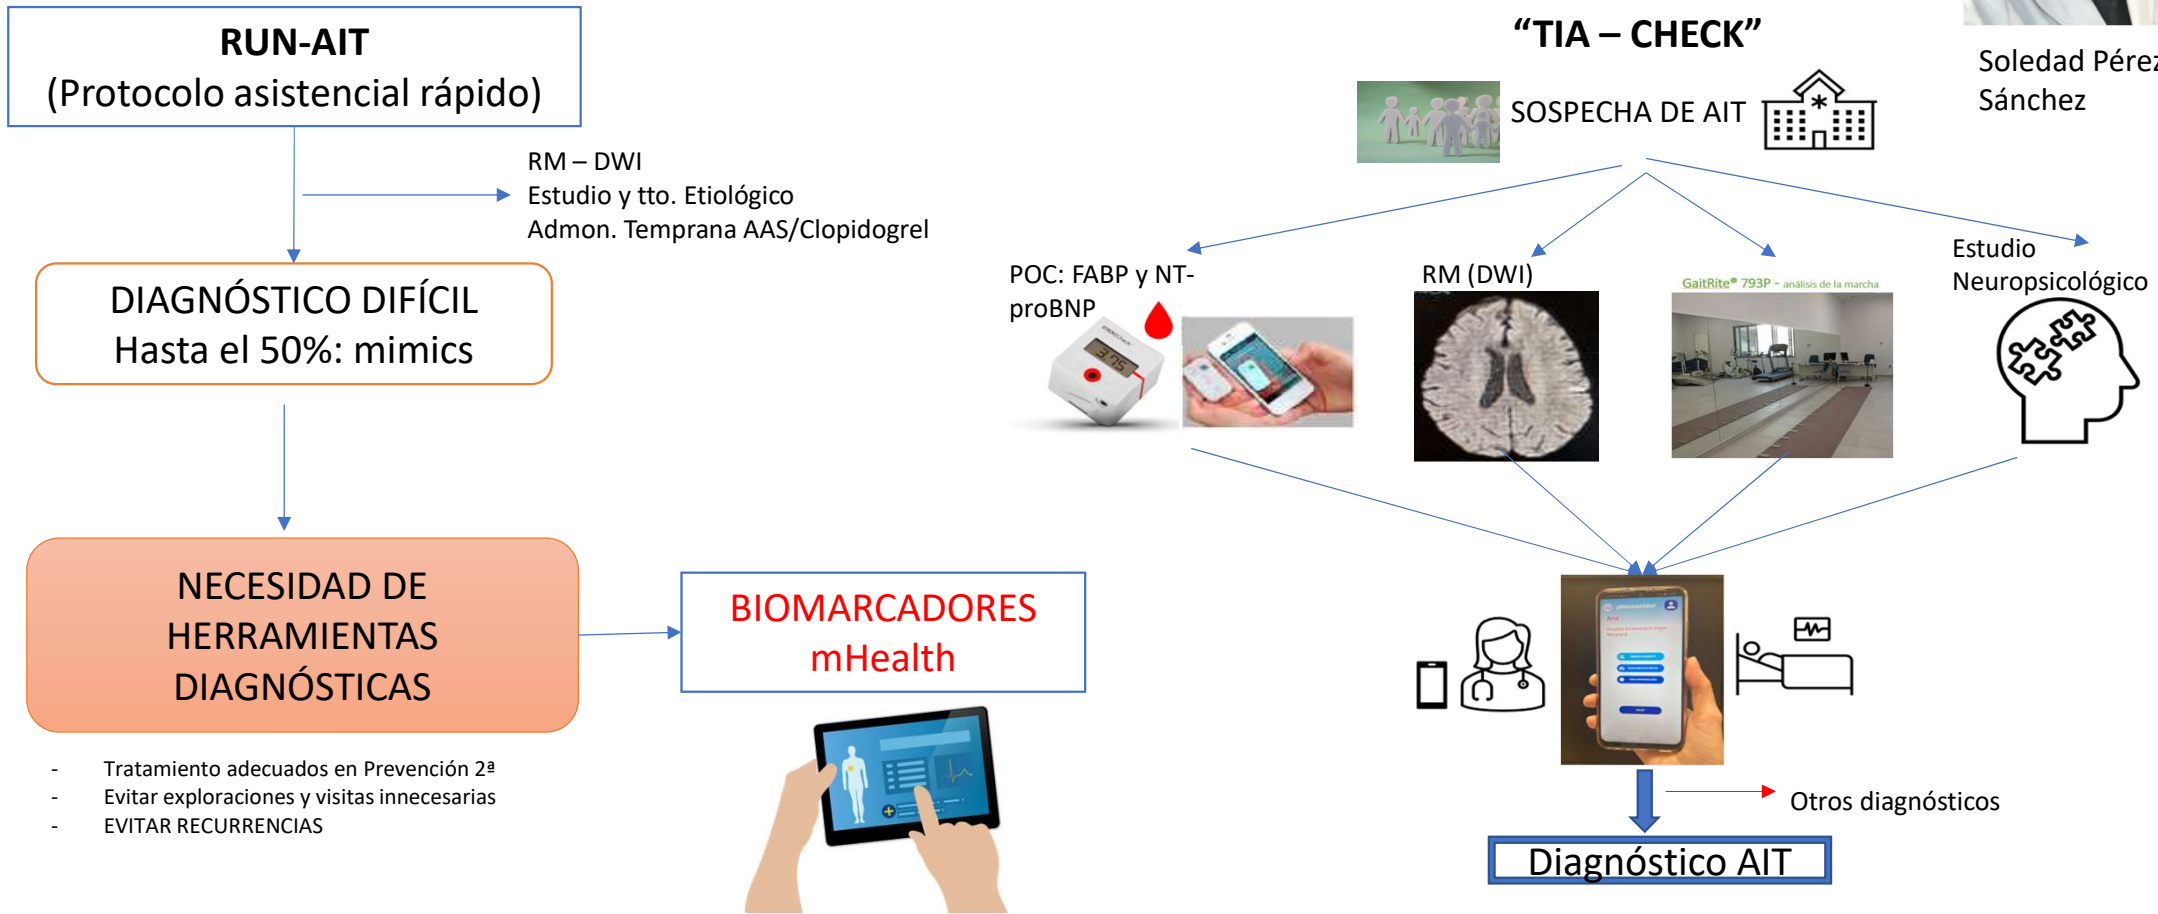 RUN-AIT
(Protocolo asistencial rápido)
RM – DWI
Estudio y tto. Etiológico
Admon. Temprana AAS/Clopidogrel
DIAGNÓSTICO DIFÍCIL
Hasta el 50%: mimics
NECESIDAD DE
HERRAMIENTAS
DIAGNÓSTICAS
BIOMARCADORES
mHealth
- Tratamiento adecuados en Prevención 2ª
- Evitar exploraciones y visitas innecesarias
- EVITAR RECURRENCIAS
“TIA – CHECK”
Soledad Pérez
Sánchez
SOSPECHA DE AIT
POC: FABP y NT-
proBNP
3.75
RM (DWI)
GaitRite® 793P – análisis de la marcha
Estudio
Neuropsicológico
Otros diagnósticos
Diagnóstico AIT